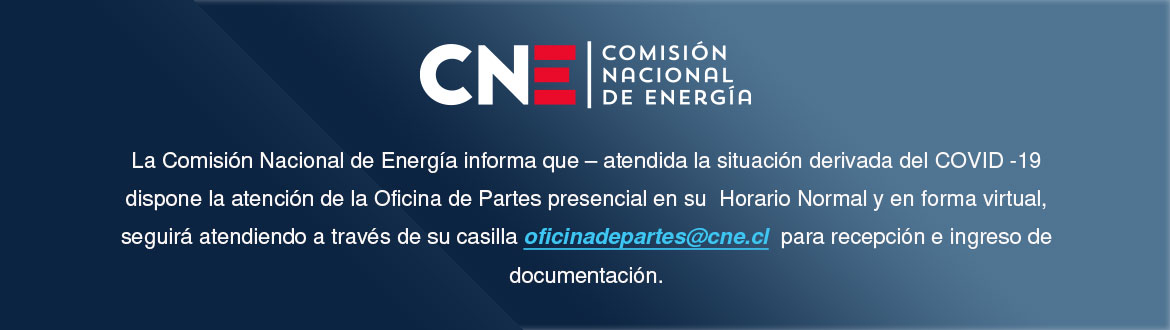 CNE
COMISIÓN
NACIONAL
DE ENERGÍA
La Comisión Nacional de Energía informa que – atendida la situación derivada del COVID -19
dispone la atención de la Oficina de Partes presencial en su  Horario Normal y en forma virtual,
seguirá atendiendo a través de su casilla oficinadepartes@cne.cl  para recepción e ingreso de
documentación.